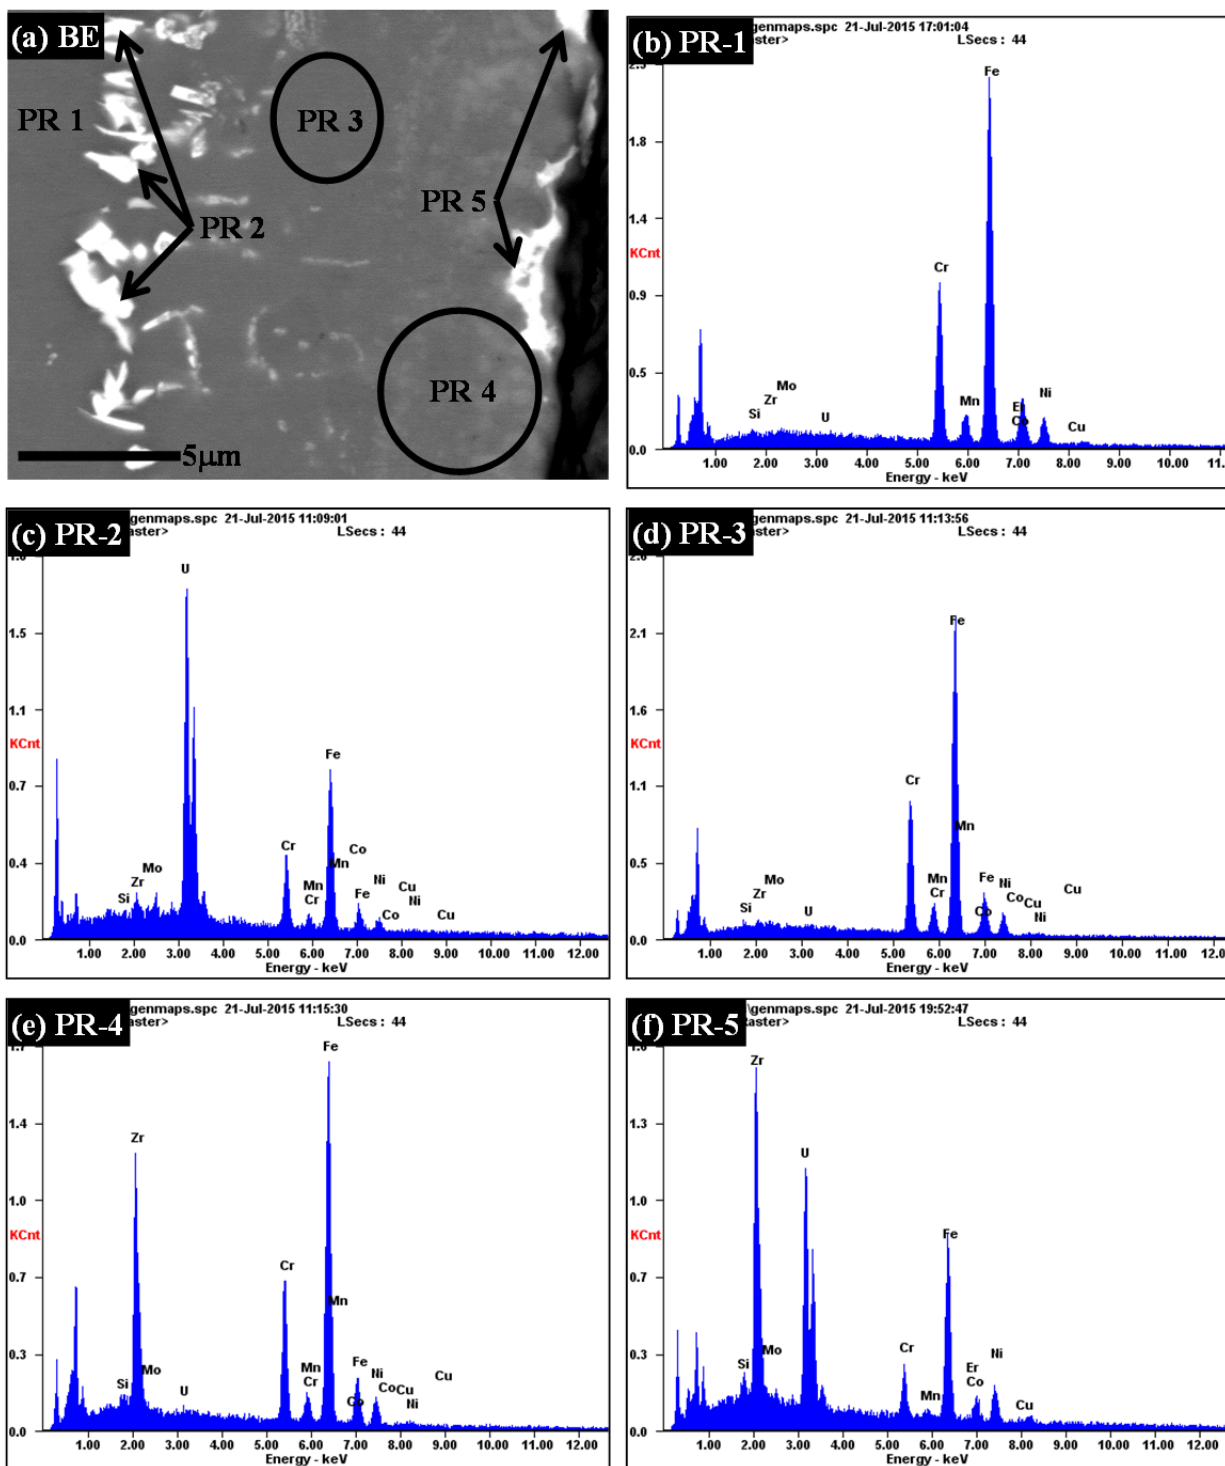 (a) BE
PR 1
PR 2
PR 3
PR 4
PR 5
5μm
(b) PR-1
genmaps.spc 21-Jul-2015 17:01:04
LSecs : 44
1.8
1.4
KCnt
0.9
0.5
0.0
Fe
Cr
Mn
Er
Co
Ni
Cu
Mo
Zr
Si
U
1.00 2.00 3.00 4.00 5.00 6.00 7.00 8.00 9.00 10.00 11.
Energy - keV
(c) PR-2
genmaps.spc 21-Jul-2015 11:09:01
LSecs : 44
1.5
1.1
KCnt
0.7
0.4
0.0
U
Fe
Cr
Mn Co
Mo
Zr
Si
Mn
Cr
Fe
Ni
Co
Cu
Ni
Cu
1.00 2.00 3.00 4.00 5.00 6.00 7.00 8.00 9.00 10.00 11.00 12.00
Energy - keV
(d) PR-3
genmaps.spc 21-Jul-2015 11:13:56
LSecs : 44
2.1
1.6
KCnt
1.1
0.5
0.0
Fe
Cr
Mn
Mo
Zr
Si
U
Mn
Cr
Fe
Co
Ni
Co Cu
Ni
Cu
1.00 2.00 3.00 4.00 5.00 6.00 7.00 8.00 9.00 10.00 11.00 12.00
Energy - keV
(e) PR-4
genmaps.spc 21-Jul-2015 11:15:30
LSecs : 44
1.7
1.4
1.0
KCnt
0.7
0.3
0.0
Fe
Zr
Cr
Mn
Mo
Si
U
Mn
Cr
Fe
Co
Ni
Co Cu
Ni
Cu
1.00 2.00 3.00 4.00 5.00 6.00 7.00 8.00 9.00 10.00 11.00 12.00
Energy - keV
(f) PR-5
\genmaps.spc 21-Jul-2015 19:52:47
LSecs : 44
1.3
1.0
KCnt
0.7
0.3
0.0
Zr
U
Fe
Cr
Si
Mo
Mn
Er
Co
Ni
Cu
1.00 2.00 3.00 4.00 5.00 6.00 7.00 8.00 9.00 10.00 11.00 12.00
Energy - keV